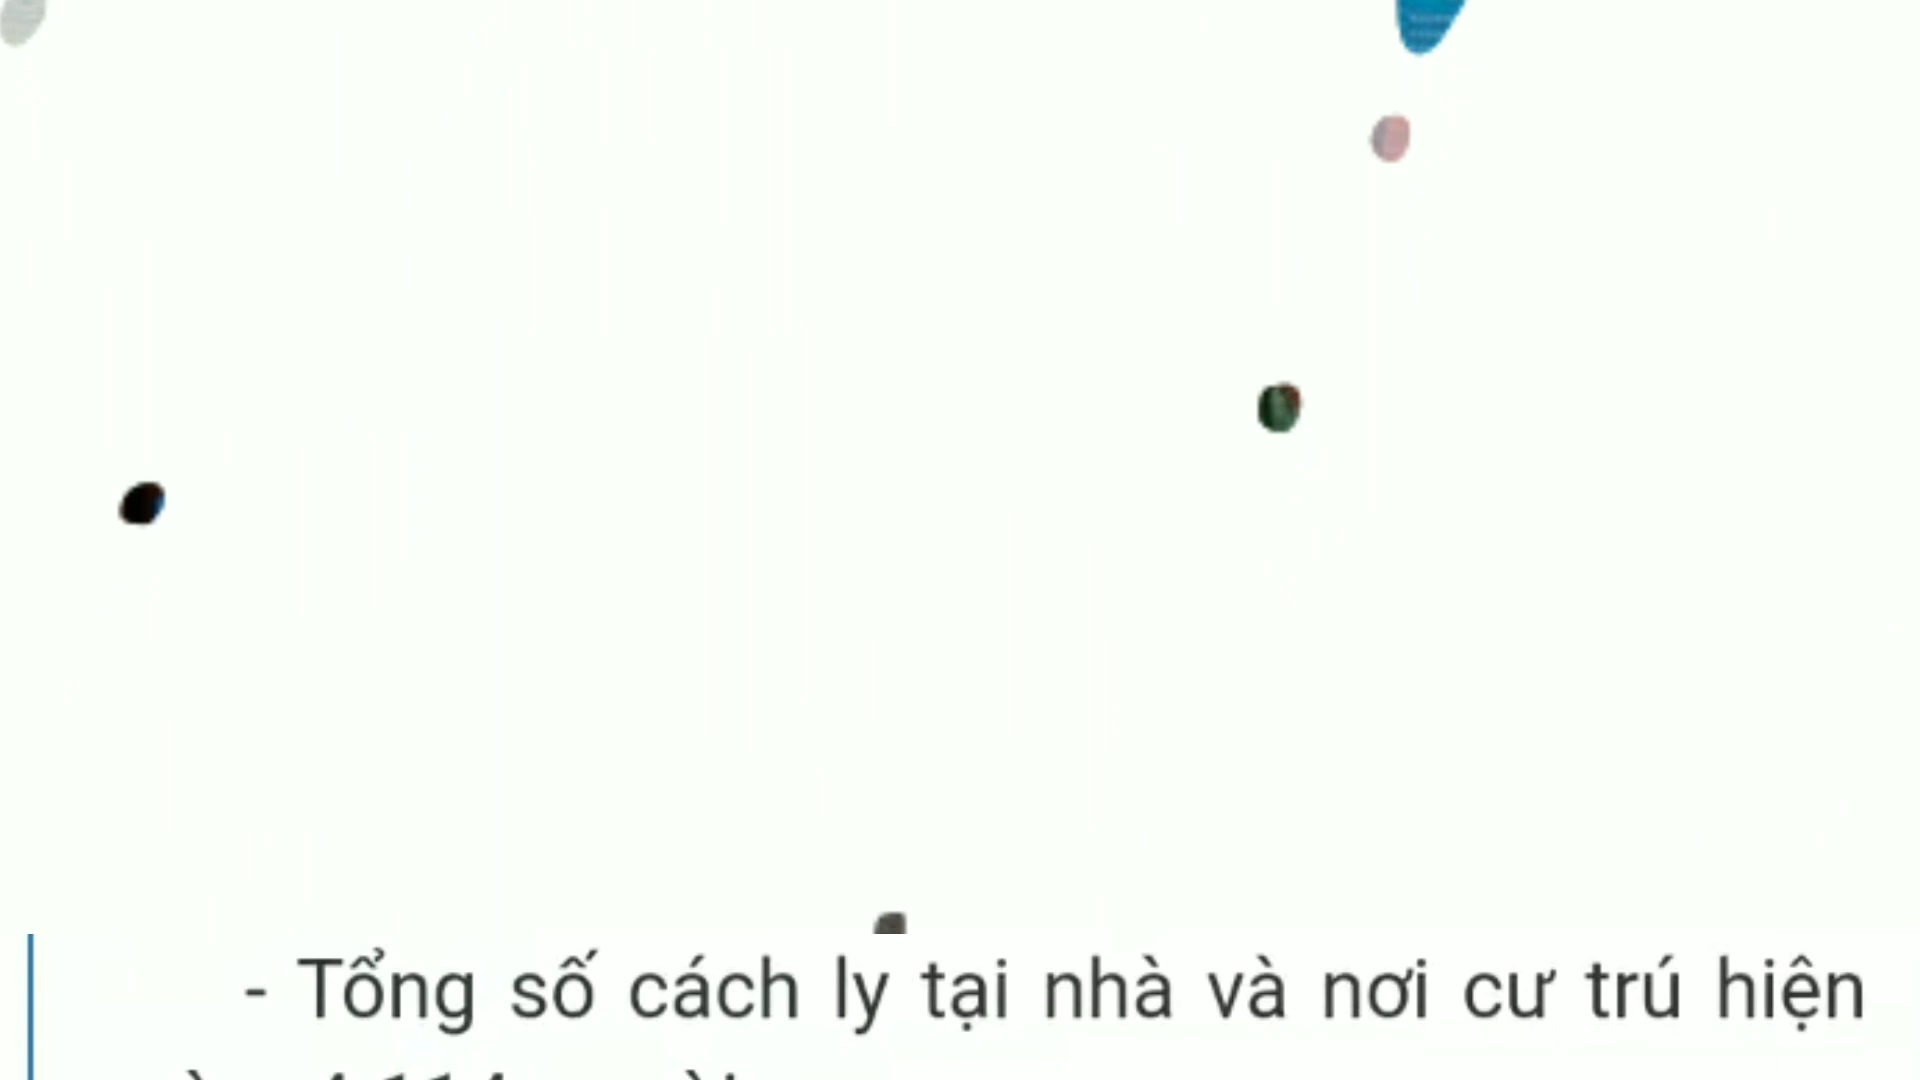 - Tổng số cách ly tại nhà và nơi cư trú hiện